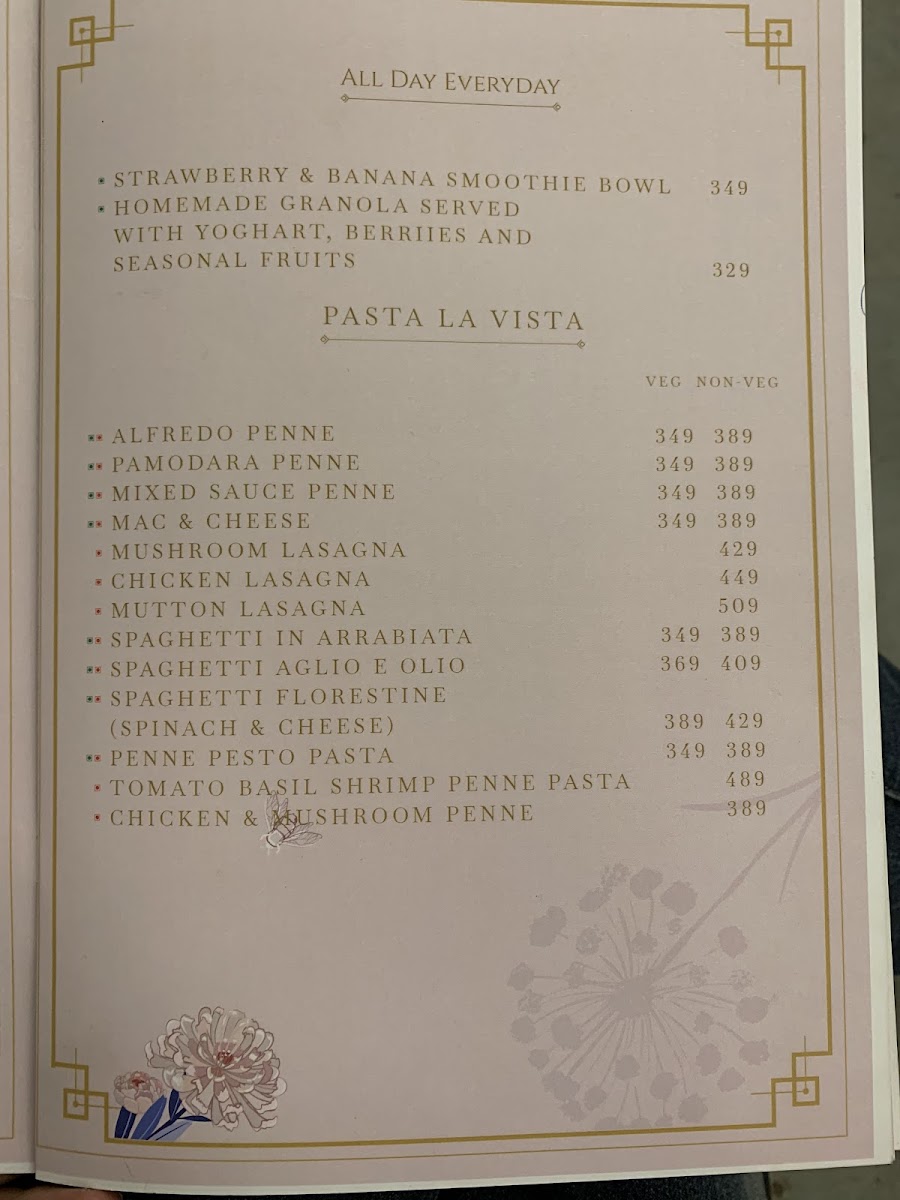 ALL DAY EVERYDAY
STRAWBERRY & BANANA SMOOTHIE BOWL 349
HOMEMADE GRANOLA SERVED
WITH YOGHART, BERRIIES AND
SEASONAL FRUITS 329
PASTA LA VISTA
VEG NON-VEG
ALFREDO PENNE 349 389
PAMODARA PENNE 349 389
MIXED SAUCE PENNE 349 389
MAC & CHEESE 349 389
MUSHROOM LASAGNA 429
CHICKEN LASAGNA 449
MUTTON LASAGNA 509
SPAGHETTI IN ARRABIATA 349 389
SPAGHETTI AGLIO E OLIO 369 409
SPAGHETTI FLORESTINE
(SPINACH & CHEESE) 389 429
PENNE PESTO PASTA 349 389
TOMATO BASIL SHRIMP PENNE PASTA 489
CHICKEN & MUSHROOM PENNE 389